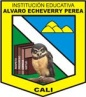 INSTITUCIÓN EDUCATIVA
ALVARO ECHEVERRY PEREA
CALI